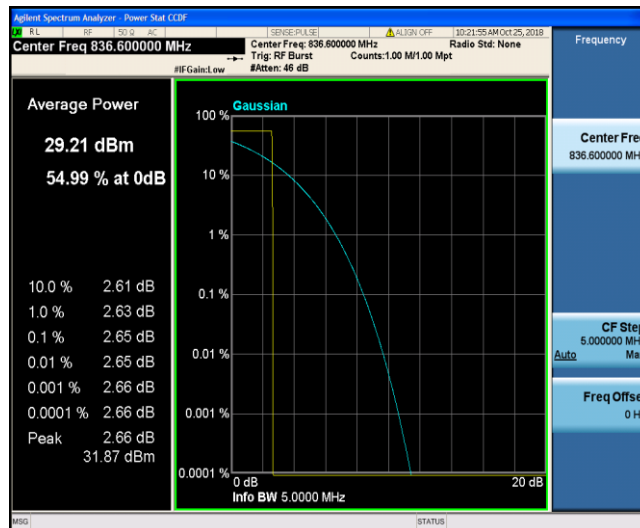 Agilent Spectrum Analyzer - Power Stat CCDF
RL RF 50 Ω AC SENSE:PULSE ALIGN OFF 10:21:55 AM Oct 25, 2018
Center Freq 836.600000 MHz
Center Freq: 836.600000 MHz Radio Std: None
Trig: RF Burst Counts:1.00 M/1.00 Mpt
#IFGain:Low #Atten: 46 dB
Frequency
Average Power
29.21 dBm
54.99 % at 0dB
10.0 % 2.61 dB
1.0 % 2.63 dB
0.1 % 2.65 dB
0.01 % 2.65 dB
0.001 % 2.66 dB
0.0001 % 2.66 dB
Peak 2.66 dB
31.87 dBm
Gaussian
100 %
10 %
1 %
0.1 %
0.01 %
0.001 %
0.0001 %
0 dB 20 dB
Info BW 5.0000 MHz
Center Fre
836.600000 MH
CF Step
5.000000 MH
Auto Ma
Freq Offse
0 H
MSG STATUS